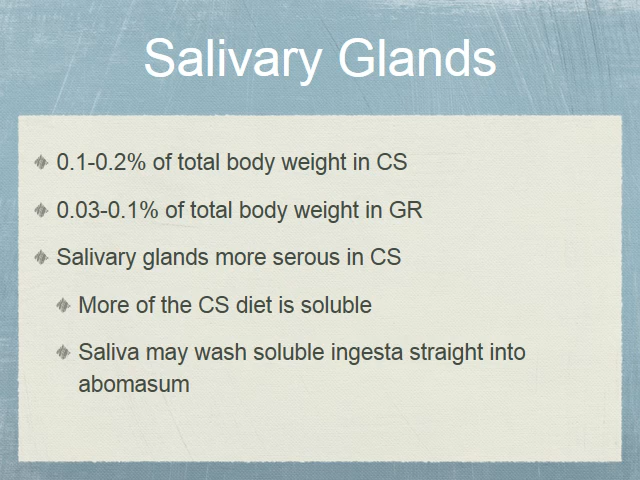 Salivary Glands
0.1-0.2% of total body weight in CS
0.03-0.1% of total body weight in GR
Salivary glands more serous in CS
More of the CS diet is soluble
Saliva may wash soluble ingesta straight into
abomasum